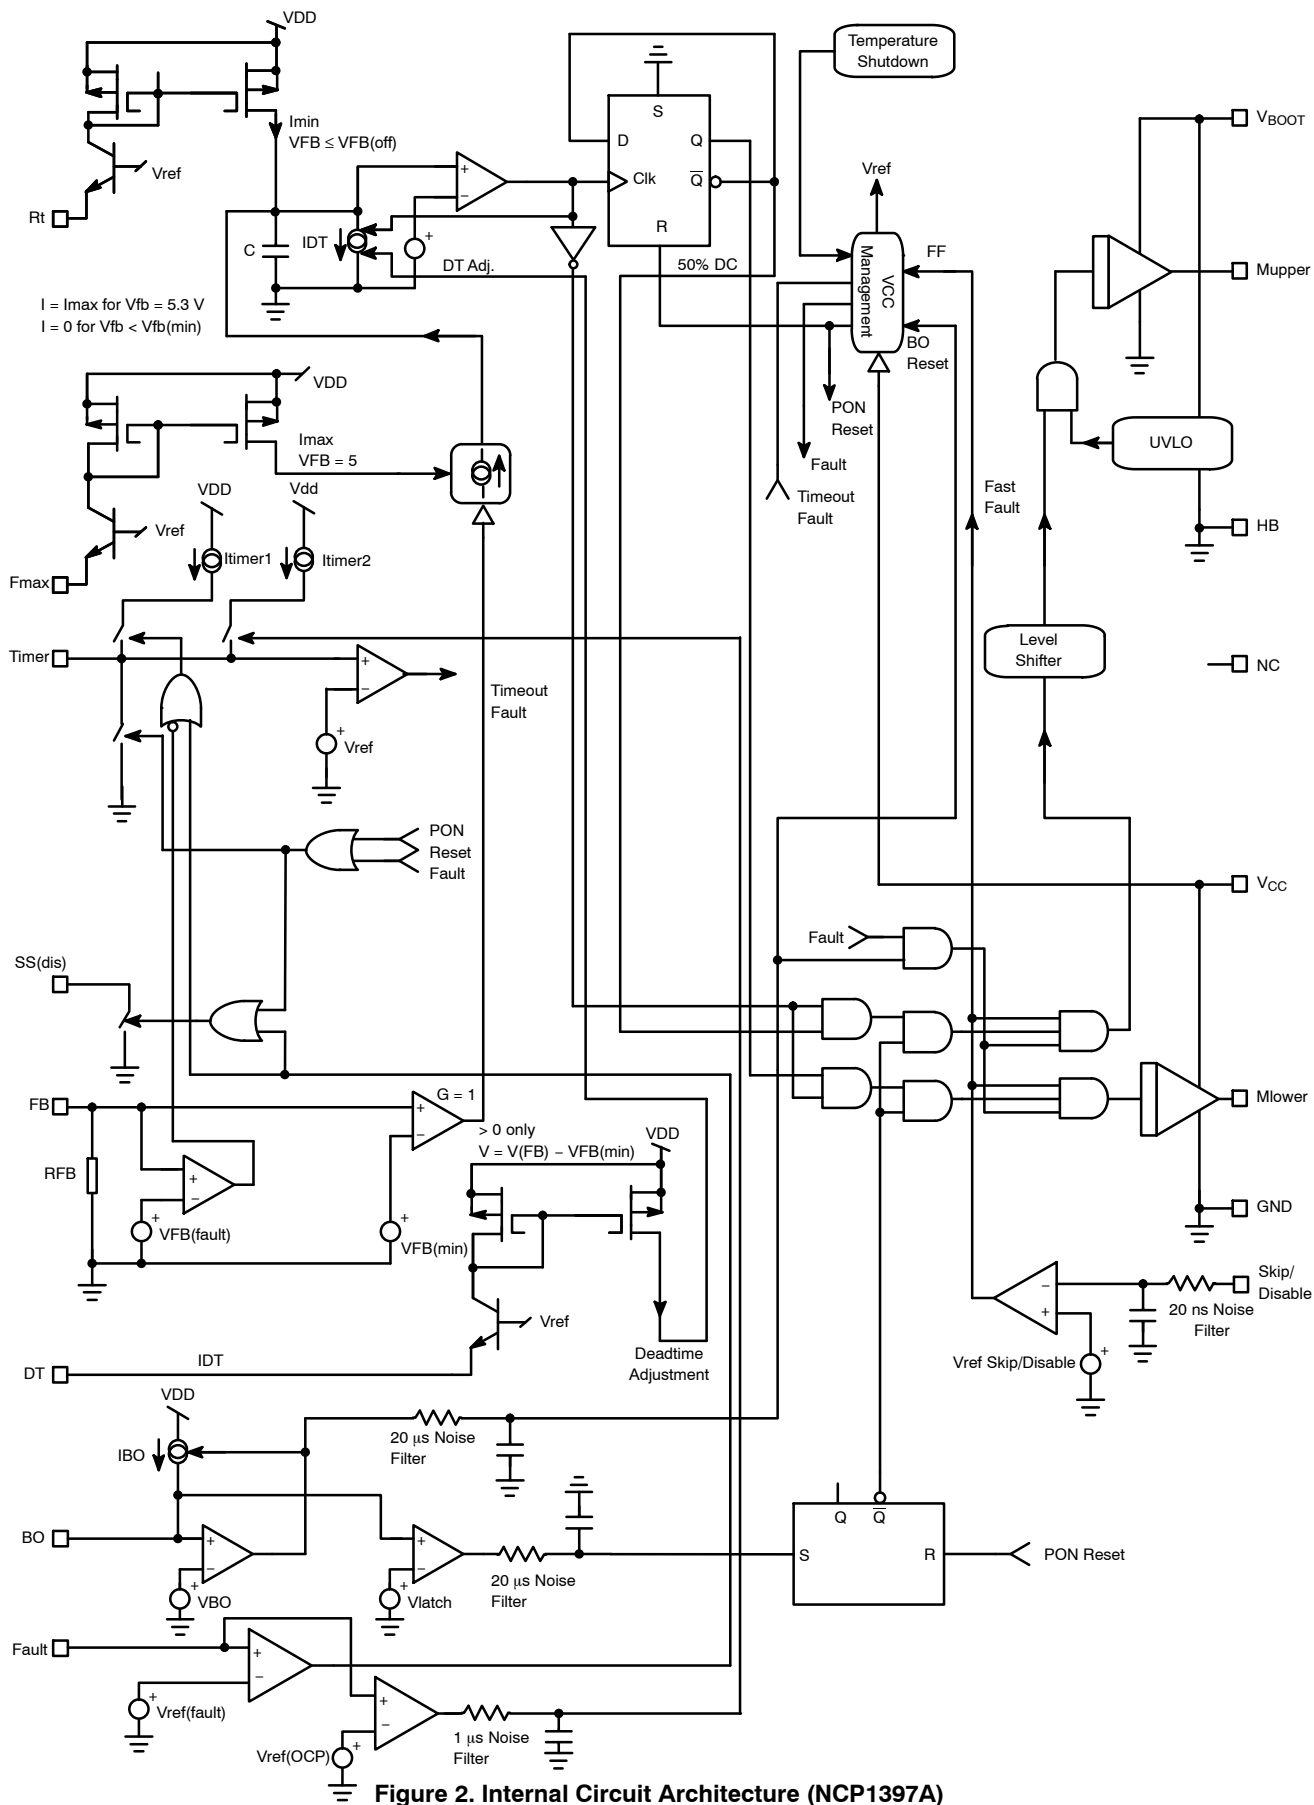 VDD
Temperature
Shutdown
S
D
Q
Clk
Q
R
Imin
VFB ≤ VFB(off)
Vref
Rt
+
−
C
IDT
+
DT Adj.
50% DC
Vref
FF
VCC
Management
BO
Reset
PON
Reset
Fault
Timeout
Fault
VBOOT
Mupper
UVLO
HB
Fast
Fault
Level
Shifter
NC
I = Imax for Vfb = 5.3 V
I = 0 for Vfb < Vfb(min)
VDD
Imax
VFB = 5
VDD
Vdd
Vref
Itimer1
Itimer2
Fmax
Timer
+
−
Timeout
Fault
+
Vref
PON
Reset
Fault
VCC
Fault
SS(dis)
FB
G = 1
+
−
> 0 only
V = V(FB) − VFB(min)
VDD
Mlower
RFB
+
−
+
VFB(fault)
+
VFB(min)
GND
Vref
Skip/
Disable
−
+
20 ns Noise
Filter
Vref Skip/Disable
+
Deadtime
Adjustment
DT
IDT
VDD
IBO
20 µs Noise
Filter
BO
+
−
+
VBO
+
−
+
Vlatch
20 µs Noise
Filter
Q
Q
S
R
PON Reset
Fault
+
−
+
Vref(fault)
+
−
1 µs Noise
Filter
Vref(OCP)
+
Figure 2. Internal Circuit Architecture (NCP1397A)